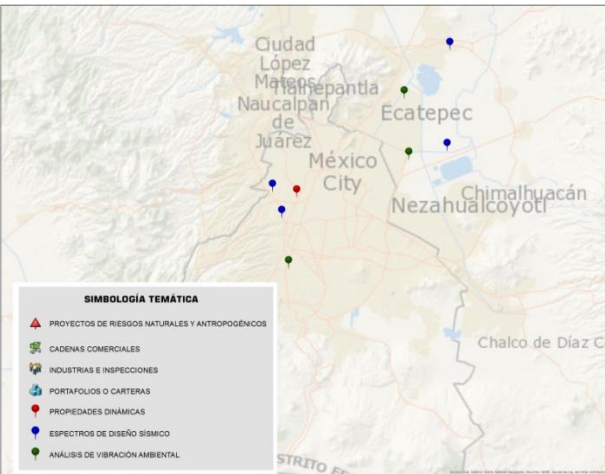 Ciudad
López
Mateos
Tlalnepantla
Naucalpan
de
Juárez
Ecatepec
México
City
Chimalhuacán
Nezahualcoyotl
Chalco de Díaz C
SIMBOLOGÍA TEMÁTICA
PROYECTOS DE RIESGOS NATURALES Y ANTROPOGÉNICOS
CADENAS COMERCIALES
INDUSTRIAS E INSPECCIONES
PORTAFOLIOS O CARTERAS
PROPIEDADES DINÁMICAS
ESPECTROS DE DISEÑO SÍSMICO
ANÁLISIS DE VIBRACIÓN AMBIENTAL
STRITO